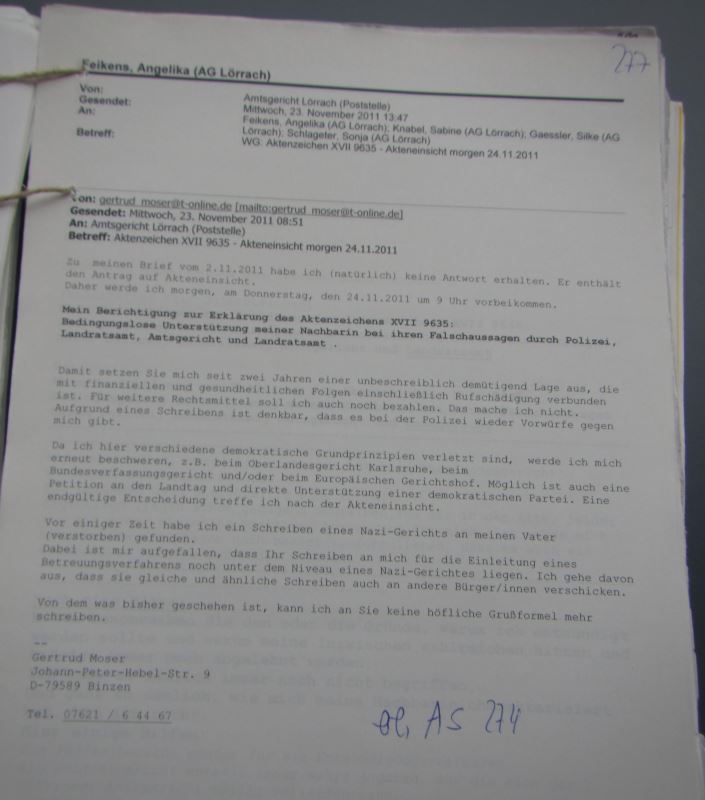 277
Feikens, Angelika (AG Lörrach)
Von: Amtsgericht Lörrach (Poststelle)
Gesendet: Mittwoch, 23. November 2011 13:47
An: Feikens, Angelika (AG Lörrach); Knabel, Sabine (AG Lörrach); Gaessler, Silke (AG
Lörrach); Schlageter, Sonja (AG Lörrach)
Betreff: WG: Aktenzeichen XVII 9635 - Akteneinsicht morgen 24.11.2011
Von: gertrud_moser@t-online.de [mailto:gertrud_moser@t-online.de]
Gesendet: Mittwoch, 23. November 2011 08:51
An: Amtsgericht Lörrach (Poststelle)
Betreff: Aktenzeichen XVII 9635 - Akteneinsicht morgen 24.11.2011
Zu meinen Brief vom 2.11.2011 habe ich (natürlich) keine Antwort erhalten. Er enthält
den Antrag auf Akteneinsicht.
Daher werde ich morgen, am Donnerstag, den 24.11.2011 um 9 Uhr vorbeikommen.
Mein Berichtigung zur Erklärung des Aktenzeichens XVII 9635:
Bedingungslose Unterstützung meiner Nachbarin bei ihren Falschaussagen durch Polizei,
Landratsamt, Amtsgericht und Landratsamt .
Damit setzen Sie mich seit zwei Jahren einer unbeschreiblich demütigend Lage aus, die
mit finanziellen und gesundheitlichen Folgen einschließlich Rufschädigung verbunden
ist. Für weitere Rechtsmittel soll ich auch noch bezahlen. Das mache ich nicht.
Aufgrund eines Schreibens ist denkbar, dass es bei der Polizei wieder Vorwürfe gegen
mich gibt.
Da ich hier verschiedene demokratische Grundprinzipien verletzt sind, werde ich mich
erneut beschweren, z.B. beim Oberlandesgericht Karlsruhe, beim
Bundesverfassungsgericht und/oder beim Europäischen Gerichtshof. Möglich ist auch eine
Petition an den Landtag und direkte Unterstützung einer demokratischen Partei. Eine
endgültige Entscheidung treffe ich nach der Akteneinsicht.
Vor einiger Zeit habe ich ein Schreiben eines Nazi-Gerichts an meinen Vater
(verstorben) gefunden.
Dabei ist mir aufgefallen, dass Ihr Schreiben an mich für die Einleitung eines
Betreuungsverfahrens noch unter dem Niveau eines Nazi-Gerichtes liegen. Ich gehe davon
aus, dass sie gleiche und ähnliche Schreiben auch an andere Bürger/innen verschicken.
Von dem was bisher geschehen ist, kann ich an Sie keine höfliche Grußformel mehr
schreiben.
--
Gertrud Moser
Johann-Peter-Hebel-Str. 9
D-79589 Binzen
Tel. 07621 / 6 44 67
AS 274